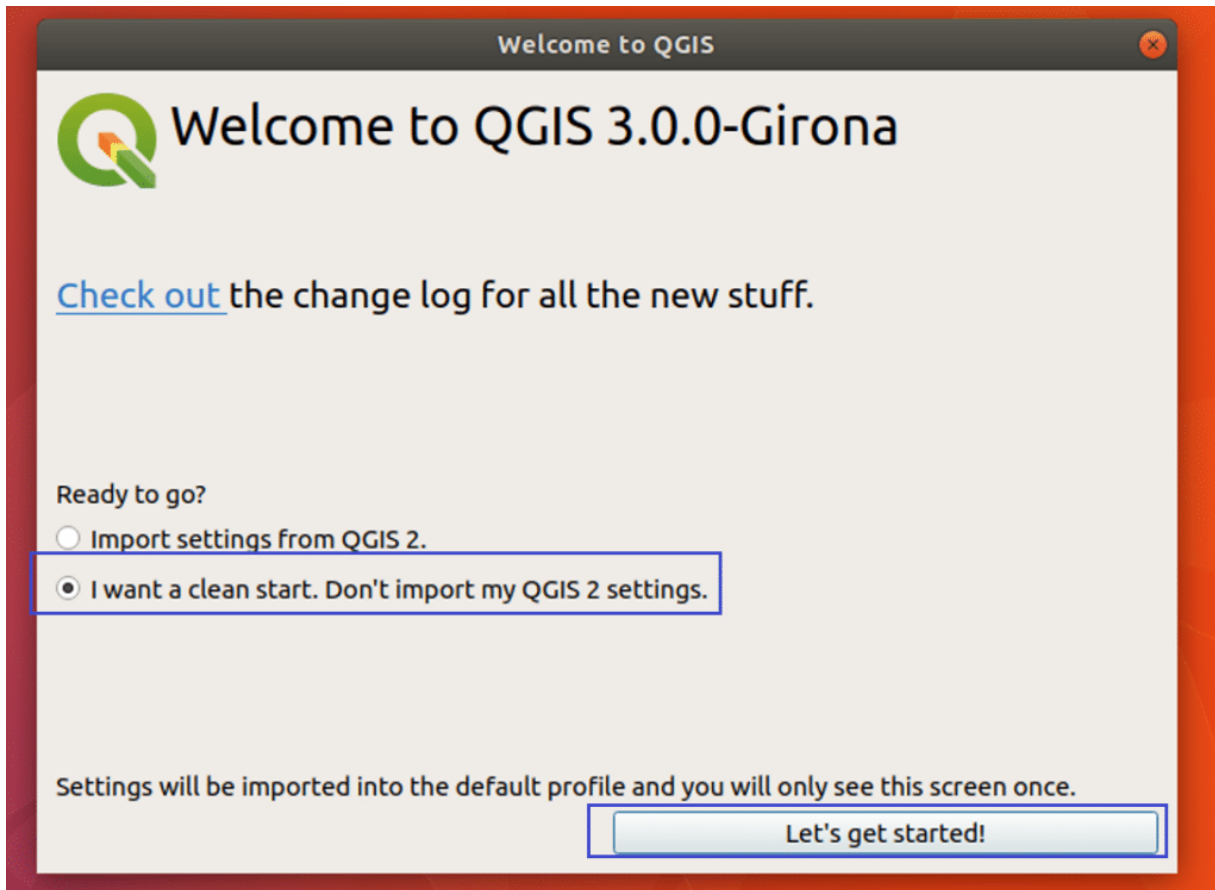 Welcome to QGIS
Welcome to QGIS 3.0.0-Girona
Check out the change log for all the new stuff.
Ready to go?
Import settings from QGIS 2.
I want a clean start. Don't import my QGIS 2 settings.
Settings will be imported into the default profile and you will only see this screen once.
Let's get started!